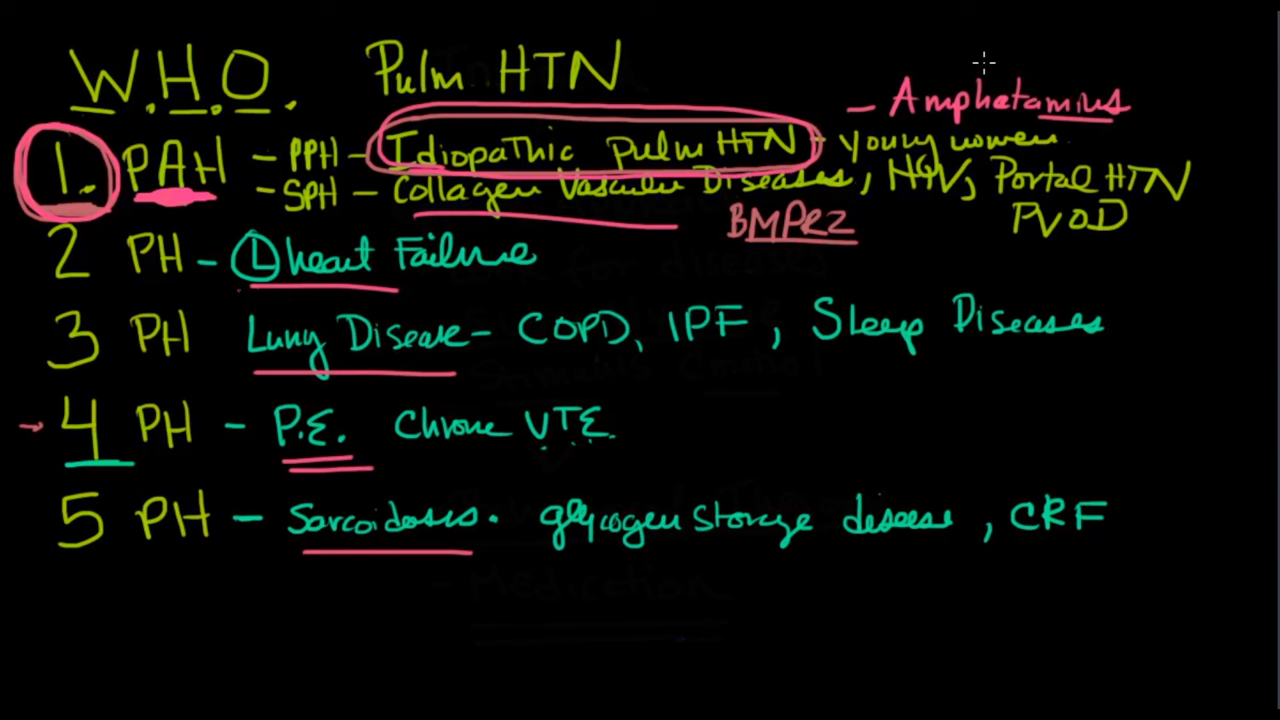 W.H.O. Pulm HTN
- Amphetamines
1. PAH - PPH - Idiopathic Pulm HTN - young women
- SPH - Collagen Vascular Diseases, HIV, Portal HTN
BMPR2 PVOD
2 PH - L heart Failure
3 PH Lung Disease - COPD, IPF, Sleep Diseases
→ 4 PH - P.E. Chronic VTE.
5 PH - Sarcoidosis. glycogen storage disease, CRF
- Medication